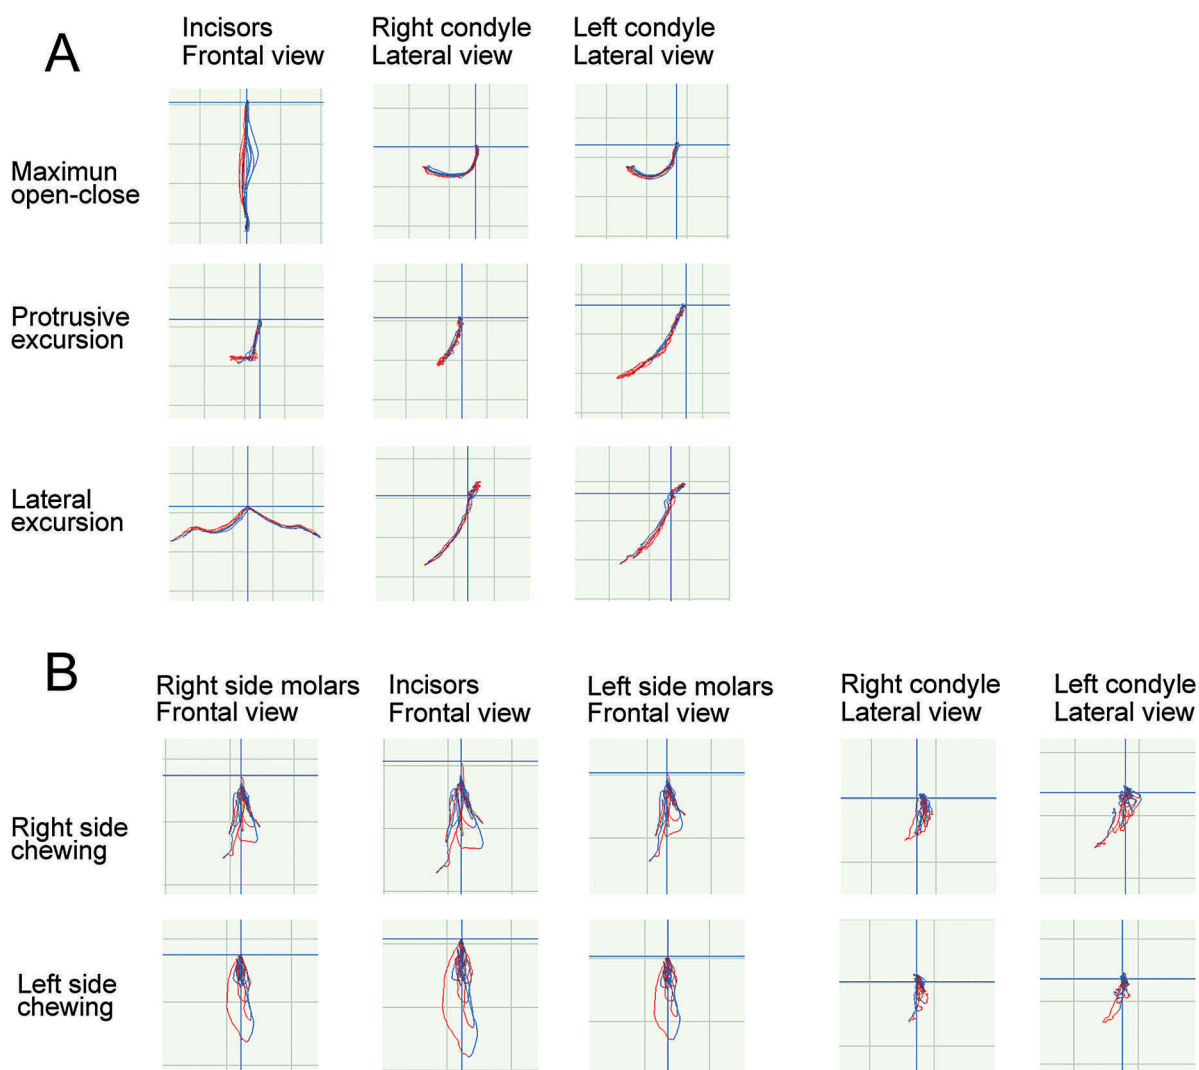 A
Incisors
Frontal view
Right condyle
Lateral view
Left condyle
Lateral view
Maximun
open-close
Protrusive
excursion
Lateral
excursion
B
Right side molars
Frontal view
Incisors
Frontal view
Left side molars
Frontal view
Right condyle
Lateral view
Left condyle
Lateral view
Right side
chewing
Left side
chewing